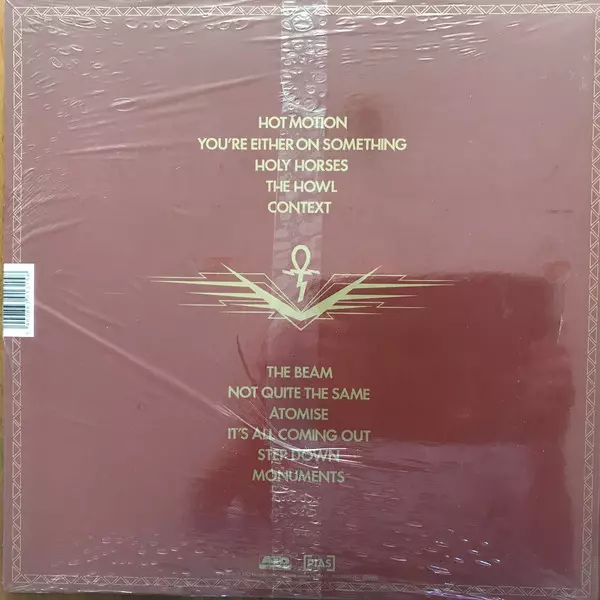 HOT MOTION
YOU'RE EITHER ON SOMETHING
HOLY HORSES
THE HOWL
CONTEXT
THE BEAM
NOT QUITE THE SAME
ATOMISE
IT'S ALL COMING OUT
STEP DOWN
MONUMENTS
ATO
PIAS